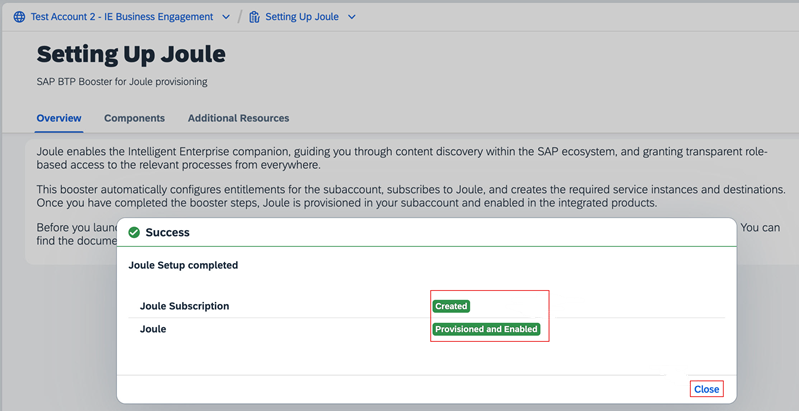 Test Account 2 - IE Business Engagement / Setting Up Joule
Setting Up Joule
SAP BTP Booster for Joule provisioning
Overview Components Additional Resources
Joule enables the Intelligent Enterprise companion, guiding you through content discovery within the SAP ecosystem, and granting transparent role-
based access to the relevant processes from everywhere.
This booster automatically configures entitlements for the subaccount, subscribes to Joule, and creates the required service instances and destinations.
Once you have completed the booster steps, Joule is provisioned in your subaccount and enabled in the integrated products.
Before you You can
find the
Success
Joule Setup completed
Joule Subscription Created
Joule Provisioned and Enabled
Close